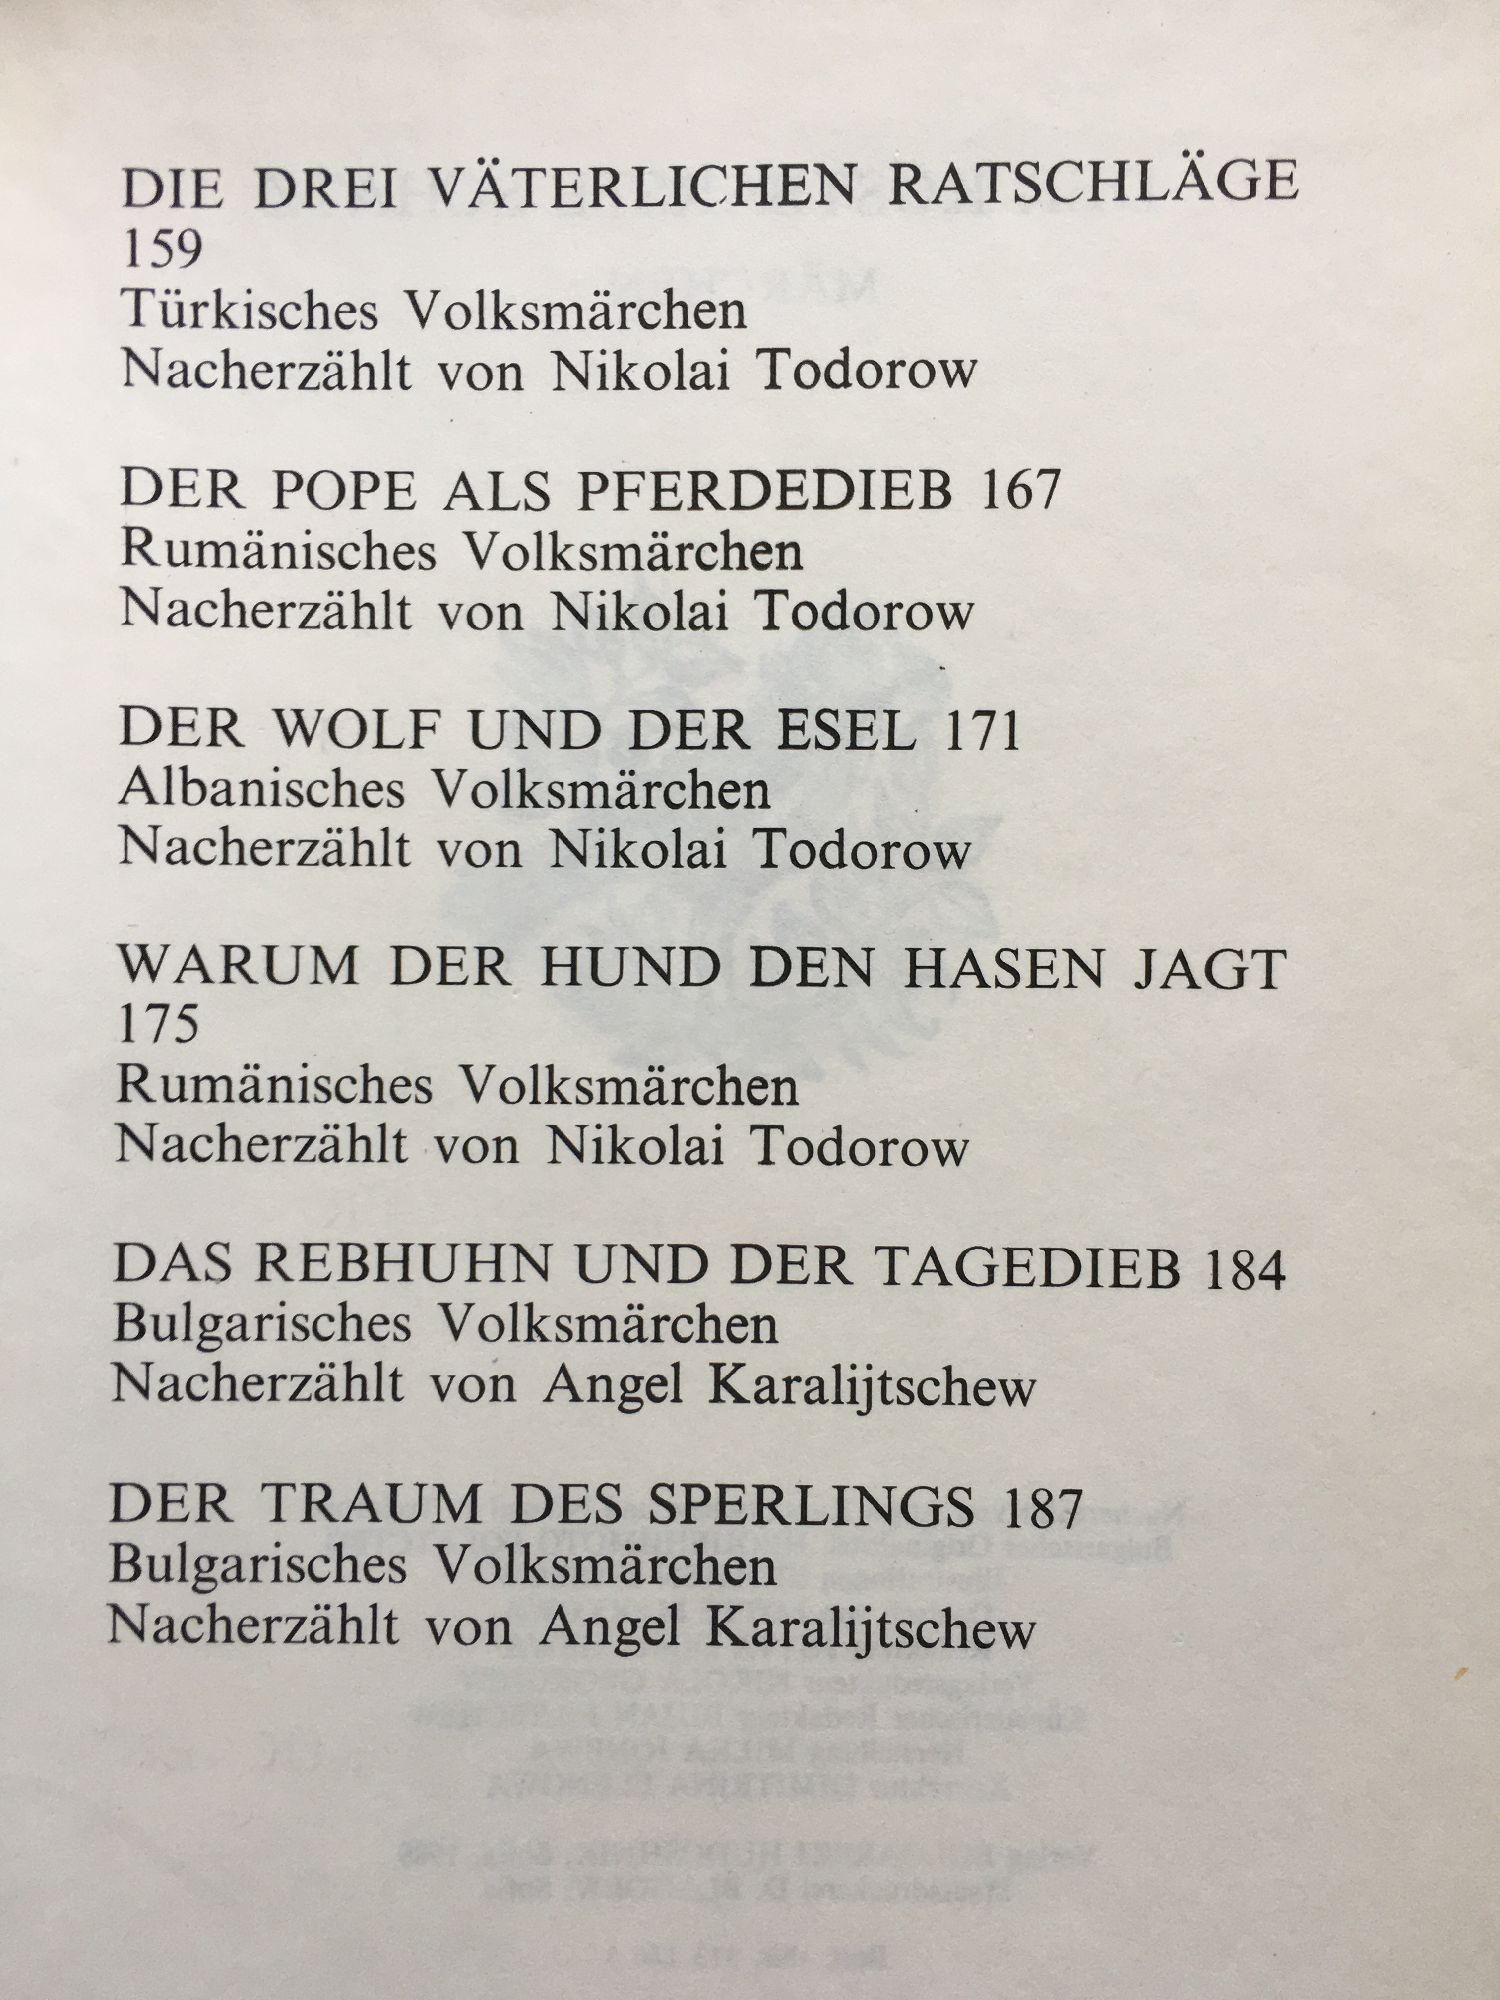 DIE DREI VÄTERLICHEN RATSCHLÄGE
159
Türkisches Volksmärchen
Nacherzählt von Nikolai Todorow
DER POPE ALS PFERDEDIEB 167
Rumänisches Volksmärchen
Nacherzählt von Nikolai Todorow
DER WOLF UND DER ESEL 171
Albanisches Volksmärchen
Nacherzählt von Nikolai Todorow
WARUM DER HUND DEN HASEN JAGT
175
Rumänisches Volksmärchen
Nacherzählt von Nikolai Todorow
DAS REBHUHN UND DER TAGEDIEB 184
Bulgarisches Volksmärchen
Nacherzählt von Angel Karalijtschew
DER TRAUM DES SPERLINGS 187
Bulgarisches Volksmärchen
Nacherzählt von Angel Karalijtschew